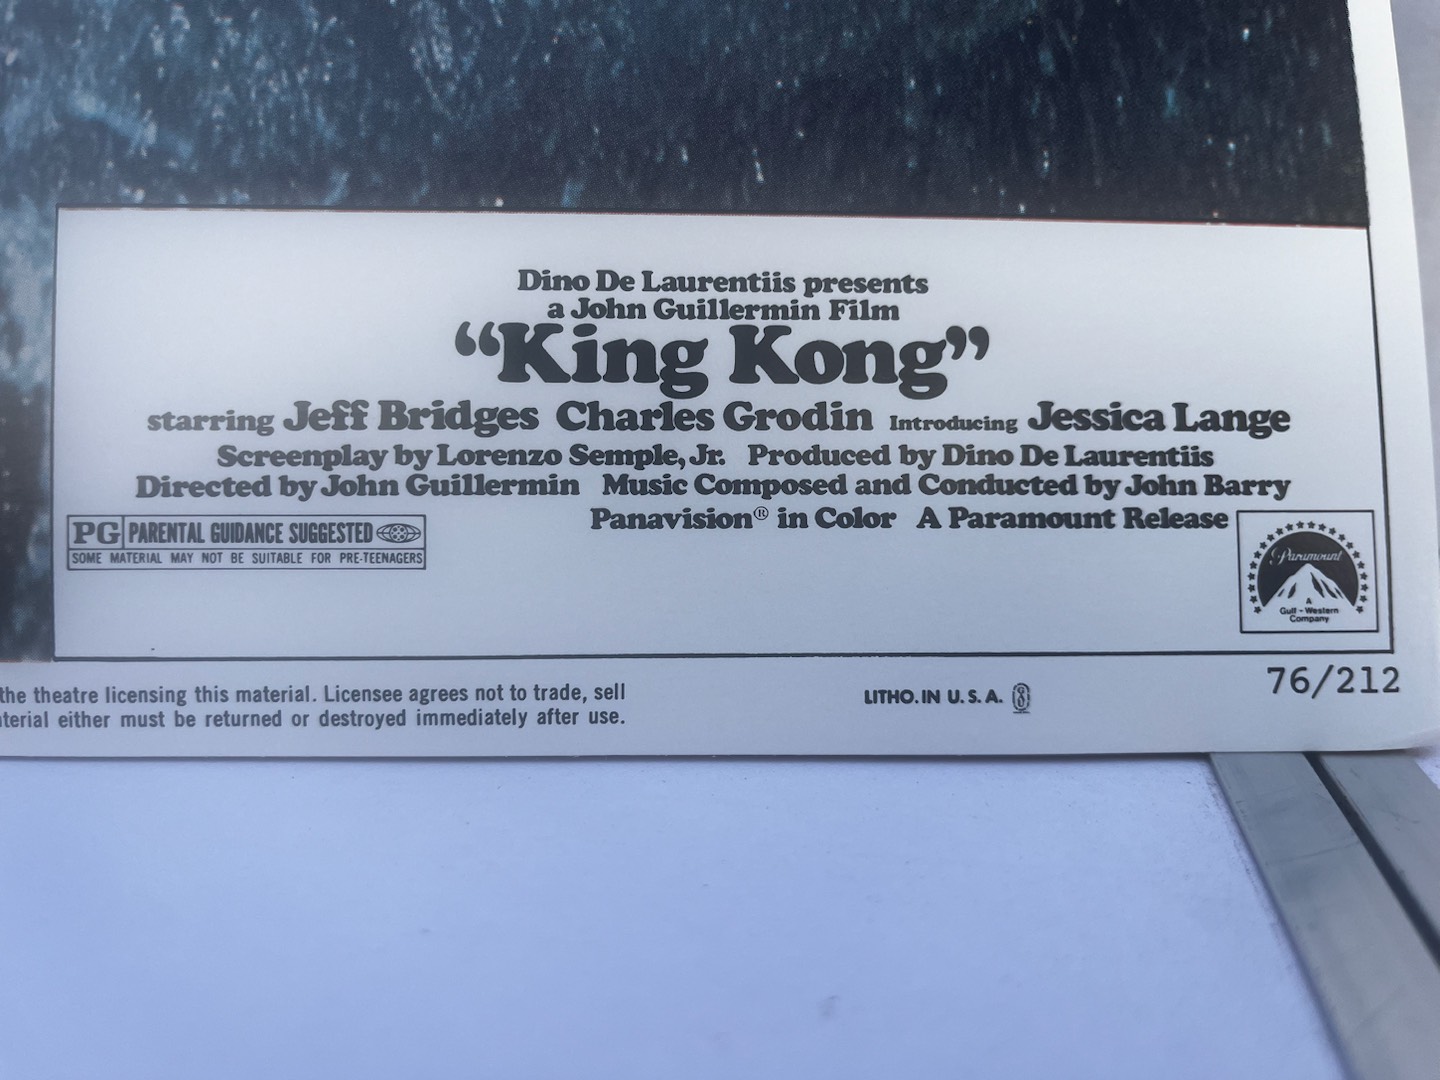 Dino De Laurentiis presents
a John Guillermin Film
“King Kong”
starring Jeff Bridges Charles Grodin Introducing Jessica Lange
Screenplay by Lorenzo Semple, Jr. Produced by Dino De Laurentiis
Directed by John Guillermin Music Composed and Conducted by John Barry
Panavision® in Color A Paramount Release
PG PARENTAL GUIDANCE SUGGESTED
SOME MATERIAL MAY NOT BE SUITABLE FOR PRE-TEENAGERS
Paramount
A
Gulf + Western
Company
the theatre licensing this material. Licensee agrees not to trade, sell
either must be returned or destroyed immediately after use.
LITHO. IN U.S.A.
76/212